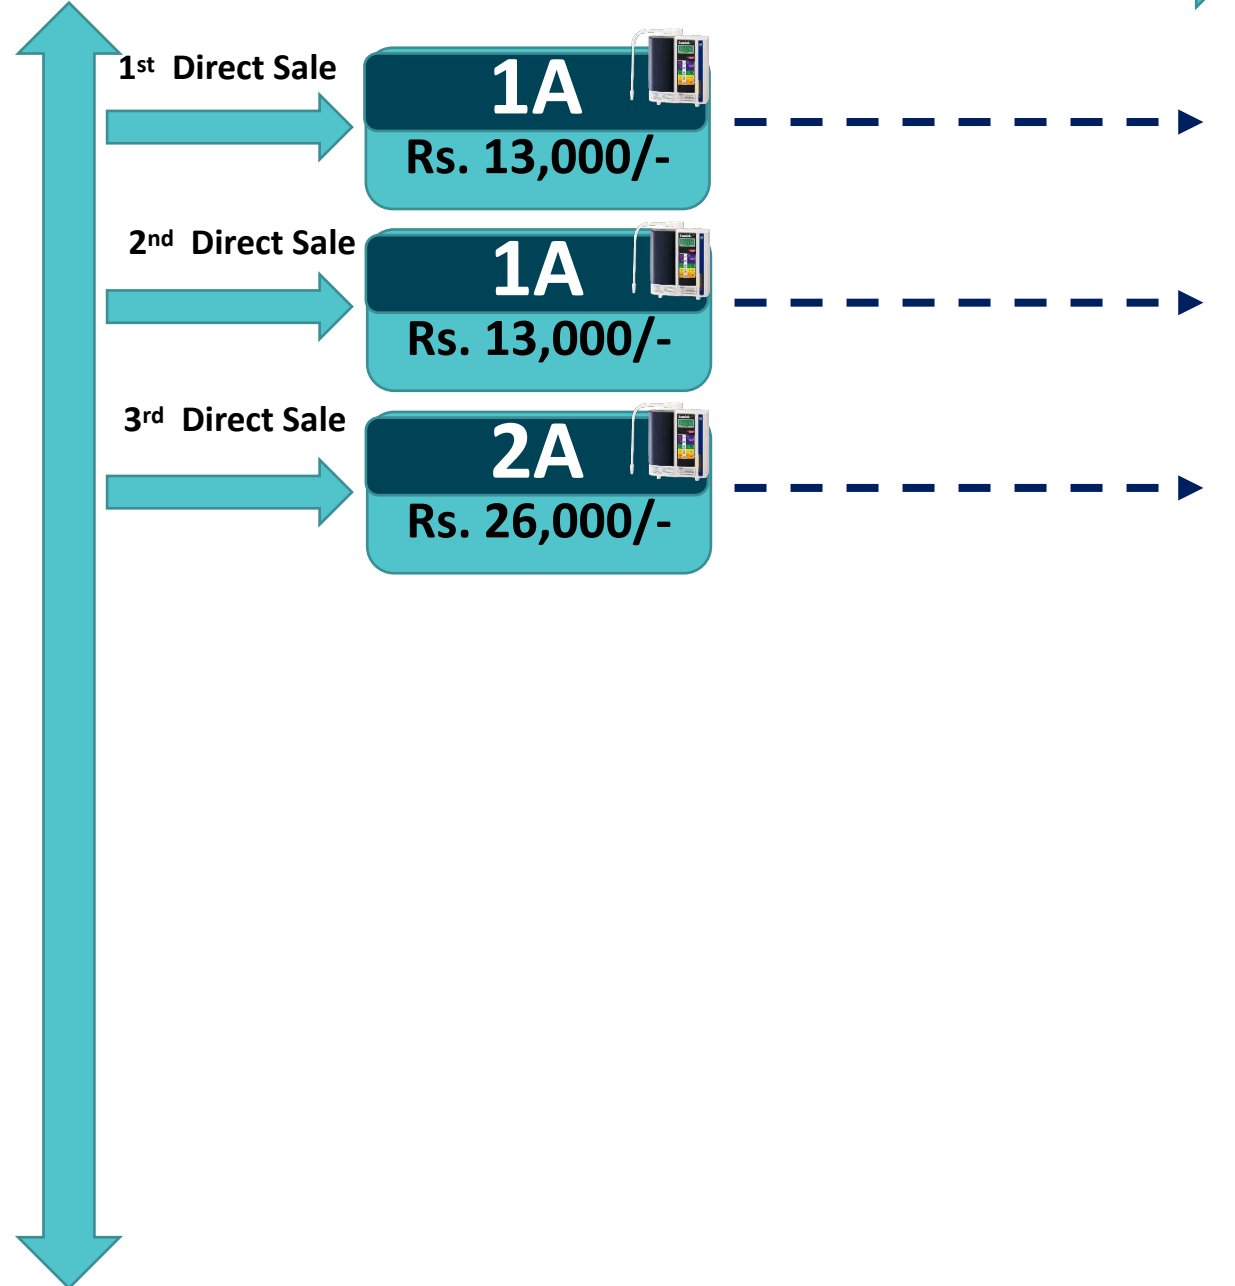 1st Direct Sale
1A
Rs. 13,000/-
2nd Direct Sale
1A
Rs. 13,000/-
3rd Direct Sale
2A
Rs. 26,000/-